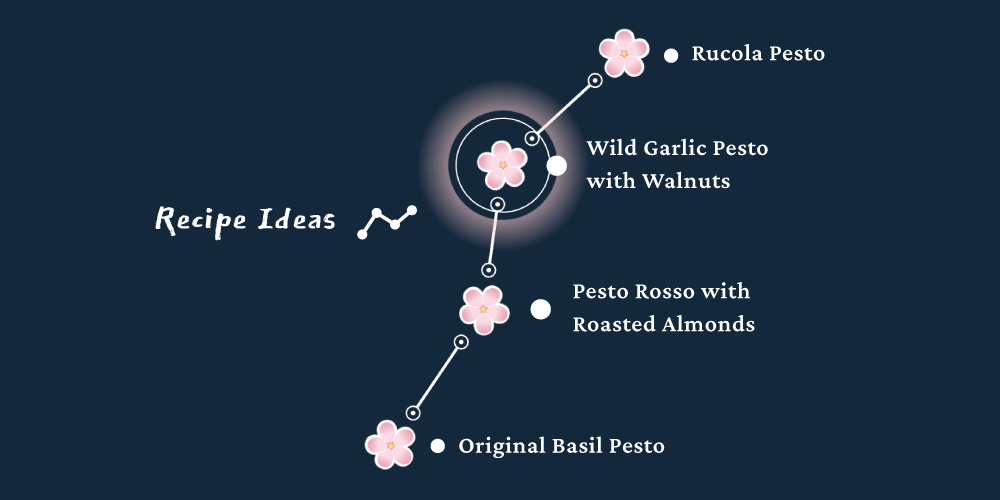 Rucola Pesto
Wild Garlic Pesto
with Walnuts
Recipe Ideas
Pesto Rosso with
Roasted Almonds
Original Basil Pesto